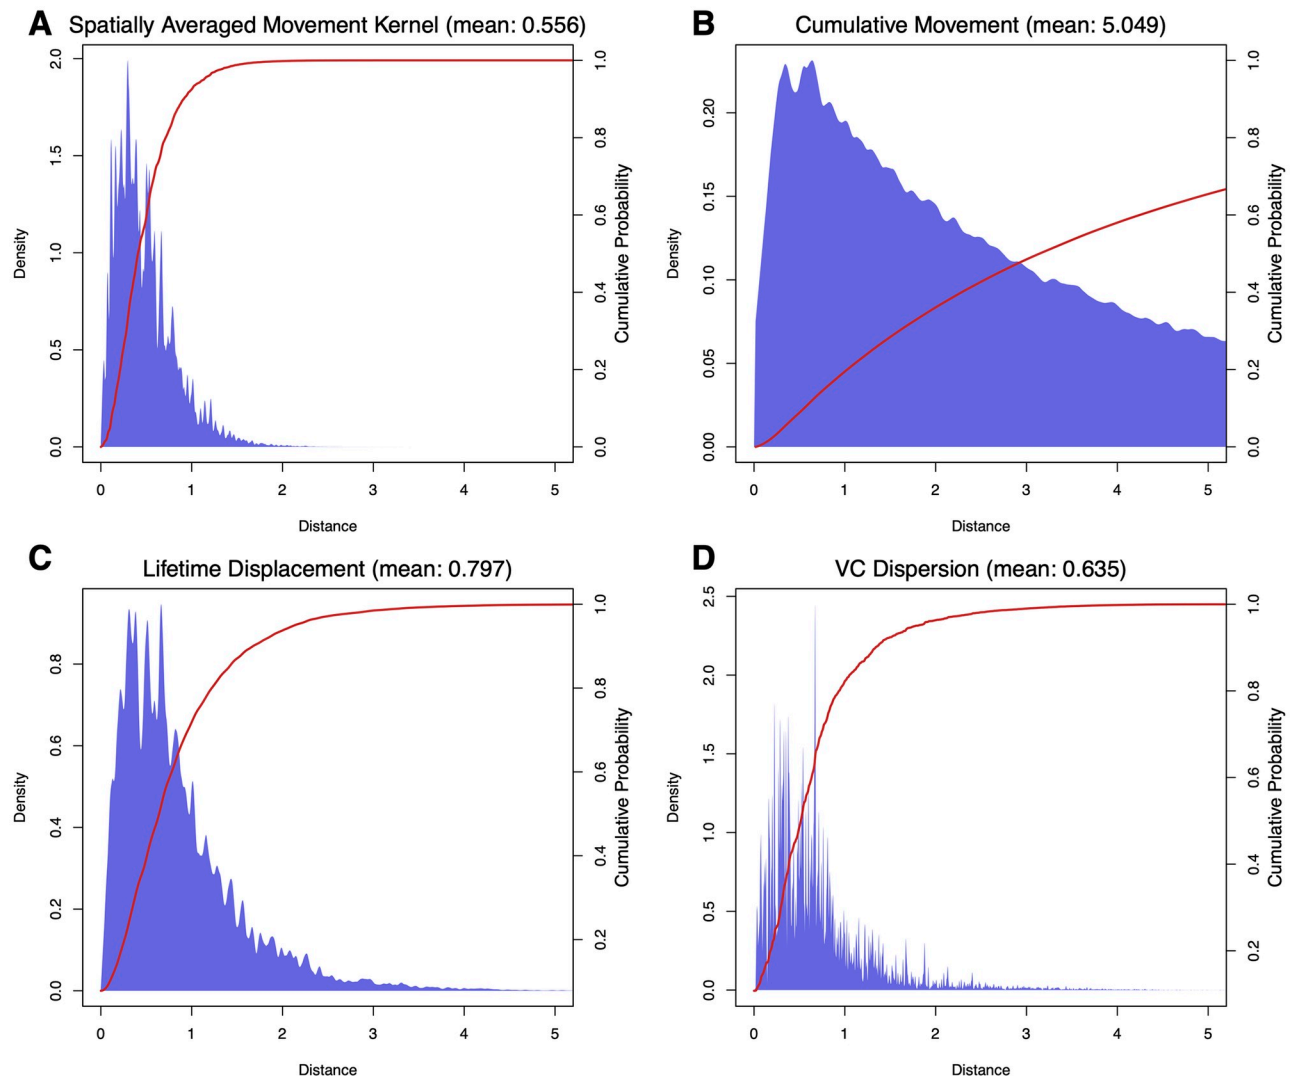 A
Spatially Averaged Movement Kernel (mean: 0.556)
Density
0.0
0.5
1.0
1.5
2.0
Cumulative Probability
0.0
0.2
0.4
0.6
0.8
1.0
0 1 2 3 4 5
Distance
B
Cumulative Movement (mean: 5.049)
Density
0.00
0.05
0.10
0.15
0.20
Cumulative Probability
0.0
0.2
0.4
0.6
0.8
1.0
0 1 2 3 4 5
Distance
C
Lifetime Displacement (mean: 0.797)
Density
0.0
0.2
0.4
0.6
0.8
Cumulative Probability
0.2
0.4
0.6
0.8
1.0
0 1 2 3 4 5
Distance
D
VC Dispersion (mean: 0.635)
Density
0.0
0.5
1.0
1.5
2.0
2.5
Cumulative Probability
0.2
0.4
0.6
0.8
1.0
0 1 2 3 4 5
Distance